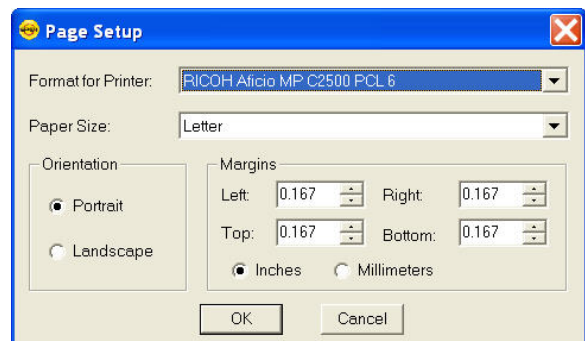 Page Setup
Format for Printer: RICOH Aficio MP C2500 PCL 6
Paper Size: Letter
Orientation
Portrait
Landscape
Margins
Left: 0.167 Right: 0.167
Top: 0.167 Bottom: 0.167
Inches Millimeters
OK Cancel